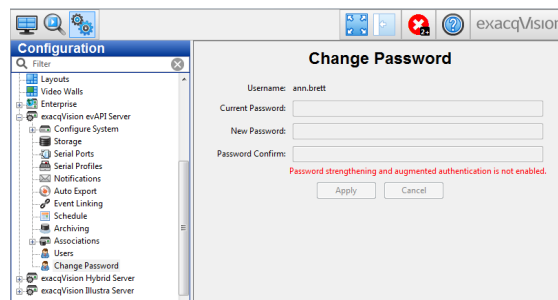 exacqVision
Configuration
Filter
Layouts
Video Walls
Enterprise
exacqVision evAPI Server
Configure System
Storage
Serial Ports
Serial Profiles
Notifications
Auto Export
Event Linking
Schedule
Archiving
Associations
Users
Change Password
exacqVision Hybrid Server
exacqVision Illustra Server
Change Password
Username: ann.brett
Current Password:
New Password:
Password Confirm:
Password strengthening and augmented authentication is not enabled.
Apply Cancel